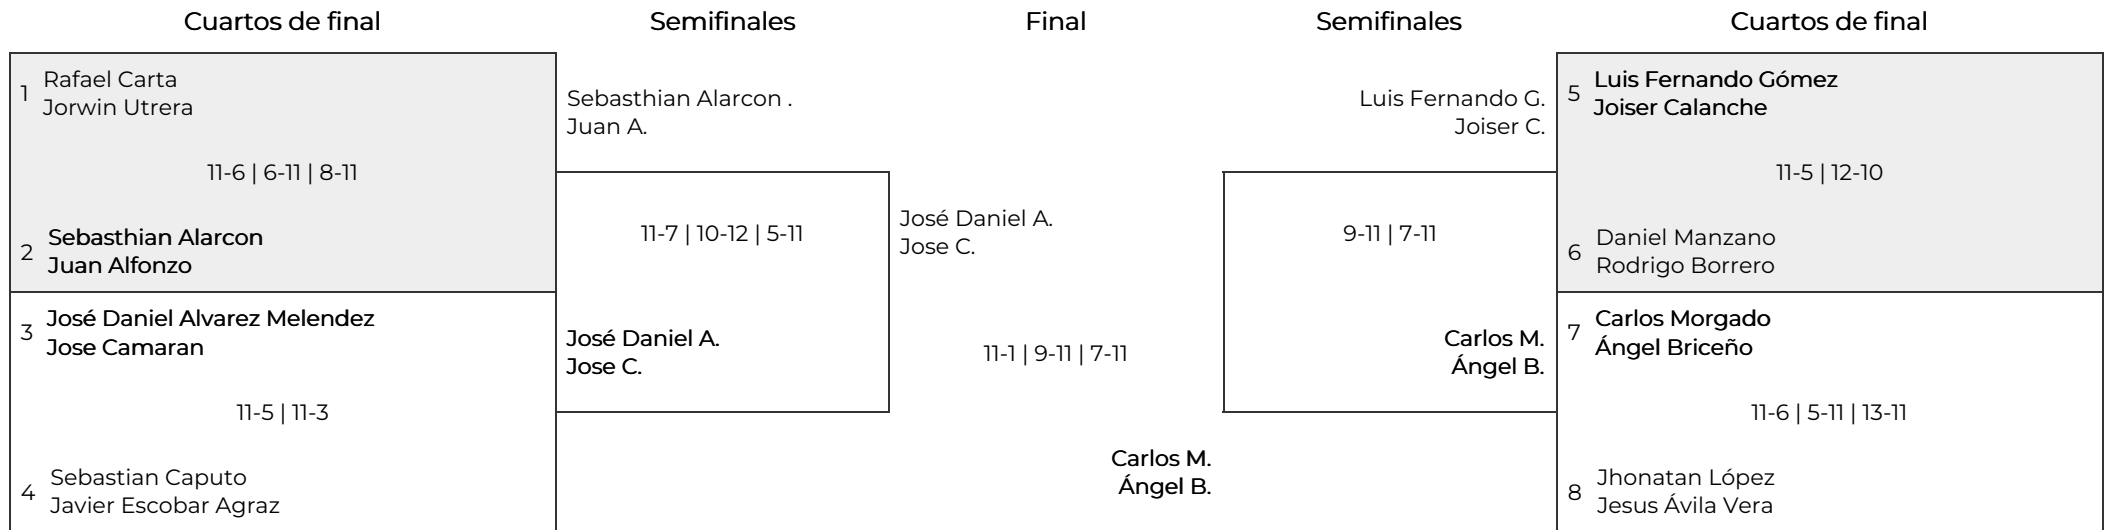 Cuartos de final
Semifinales
Final
Semifinales
Cuartos de final
1
Rafael Carta
Jorwin Utrera
11-6 | 6-11 | 8-11
2
Sebasthian Alarcon
Juan Alfonzo
3
José Daniel Alvarez Melendez
Jose Camaran
11-5 | 11-3
4
Sebastian Caputo
Javier Escobar Agraz
Sebasthian Alarcon .
Juan A.
11-7 | 10-12 | 5-11
José Daniel A.
Jose C.
José Daniel A.
Jose C.
11-1 | 9-11 | 7-11
Carlos M.
Ángel B.
Luis Fernando G.
Joiser C.
9-11 | 7-11
Carlos M.
Ángel B.
5
Luis Fernando Gómez
Joiser Calanche
11-5 | 12-10
6
Daniel Manzano
Rodrigo Borrero
7
Carlos Morgado
Ángel Briceño
11-6 | 5-11 | 13-11
8
Jhonatan López
Jesus Ávila Vera